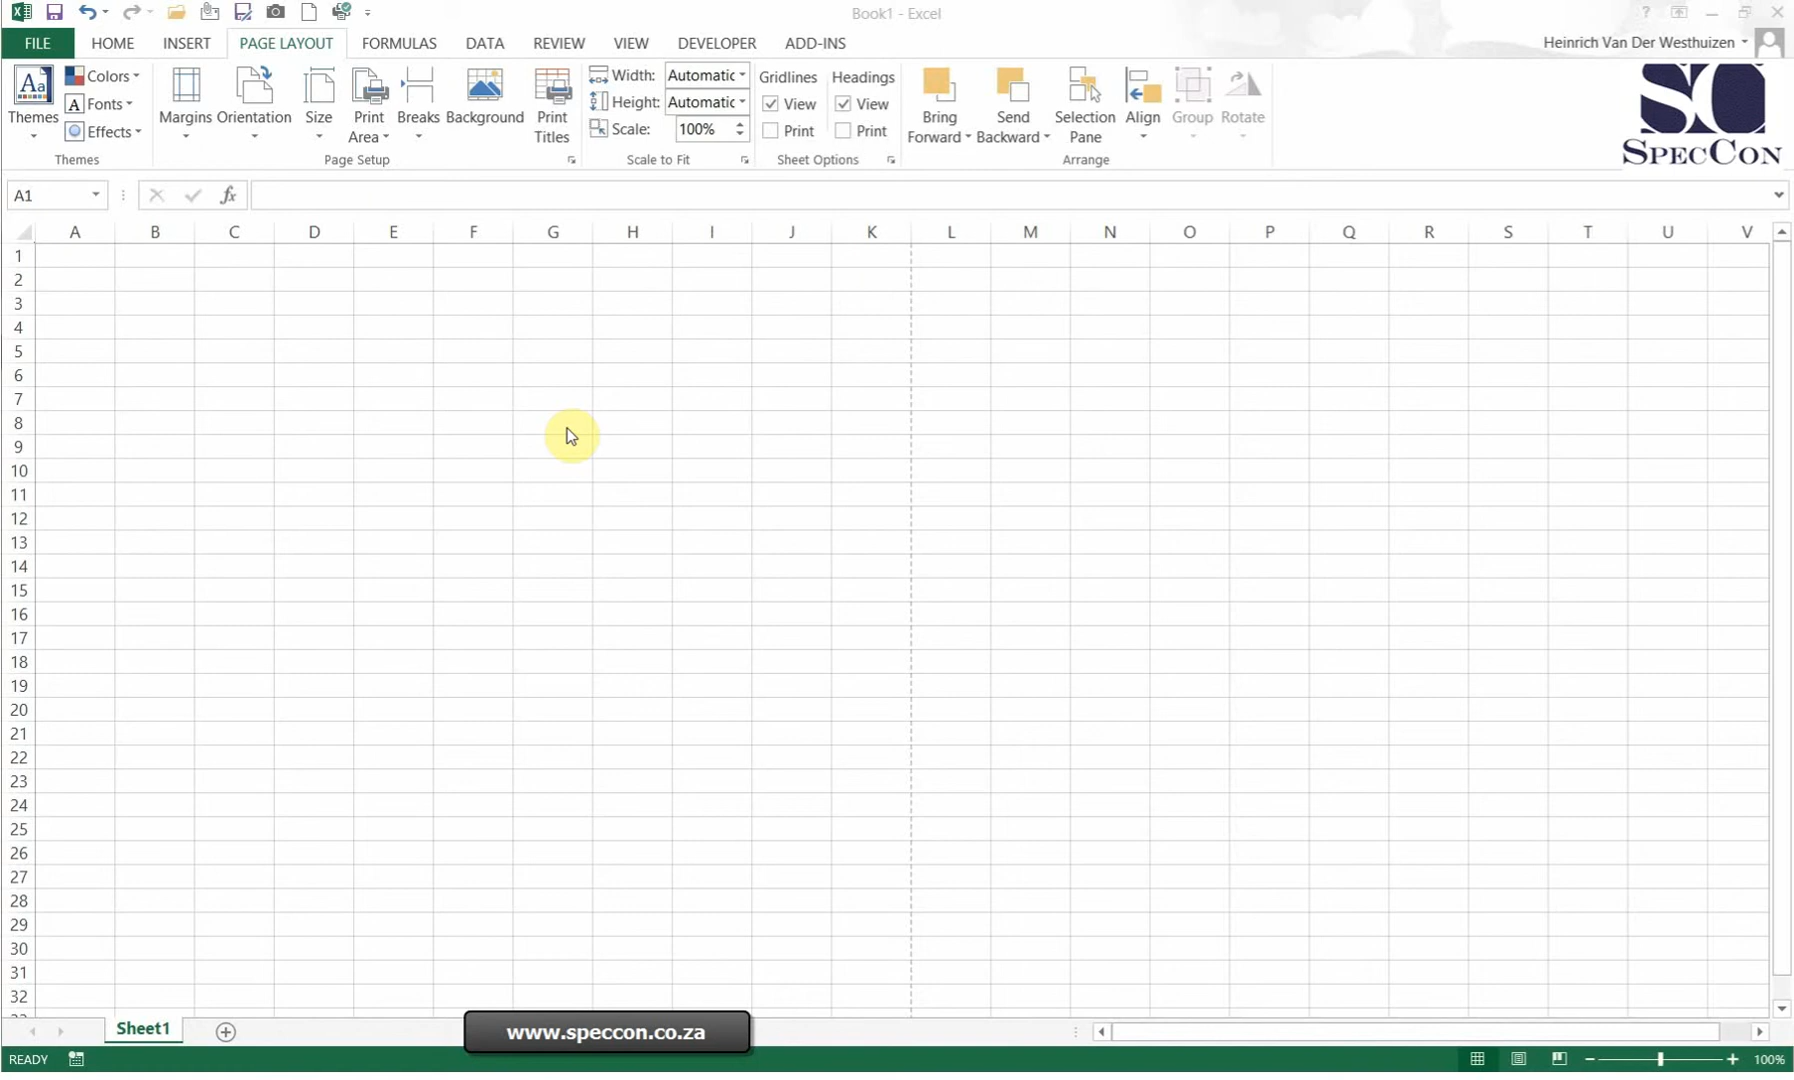 Book1 - Excel
?
FILE HOME INSERT PAGE LAYOUT FORMULAS DATA REVIEW VIEW DEVELOPER ADD-INS
Heinrich Van Der Westhuizen
Aa Themes
Colors
A Fonts
Effects
Themes
Margins Orientation Size Print Area Breaks Background Print Titles
Page Setup
Width: Automatic
Height: Automatic
Scale: 100%
Scale to Fit
Gridlines Headings
View View
Print Print
Sheet Options
Bring Forward Send Backward Selection Pane Align Group Rotate
Arrange
SC
SPECCON
A1 fx
A B C D E F G H I J K L M N O P Q R S T U V
1
2
3
4
5
6
7
8
9
10
11
12
13
14
15
16
17
18
19
20
21
22
23
24
25
26
27
28
29
30
31
32
Sheet1
www.speccon.co.za
READY 100%